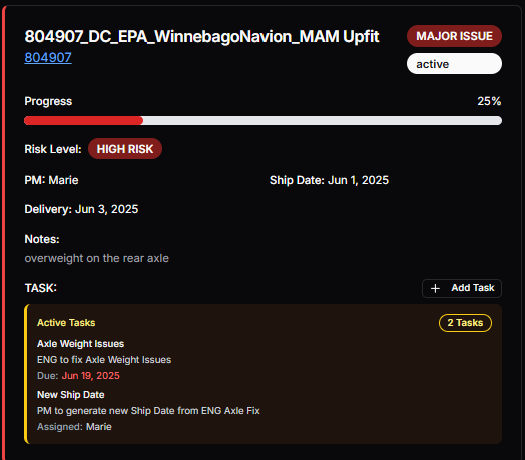 804907_DC_EPA_WinnebagoNavion_MAM Upfit
MAJOR ISSUE
804907
active
Progress
25%
Risk Level: HIGH RISK
PM: Marie
Ship Date: Jun 1, 2025
Delivery: Jun 3, 2025
Notes:
overweight on the rear axle
TASK:
+ Add Task
Active Tasks
2 Tasks
Axle Weight Issues
ENG to fix Axle Weight Issues
Due: Jun 19, 2025
New Ship Date
PM to generate new Ship Date from ENG Axle Fix
Assigned: Marie